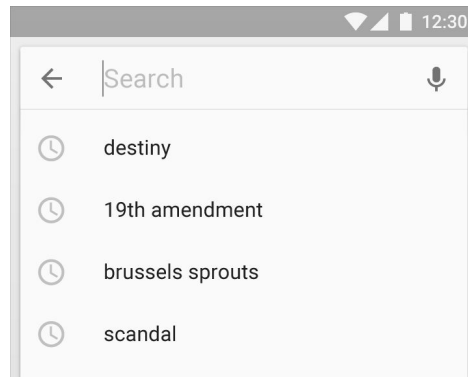 12:30
Search
destiny
19th amendment
brussels sprouts
scandal